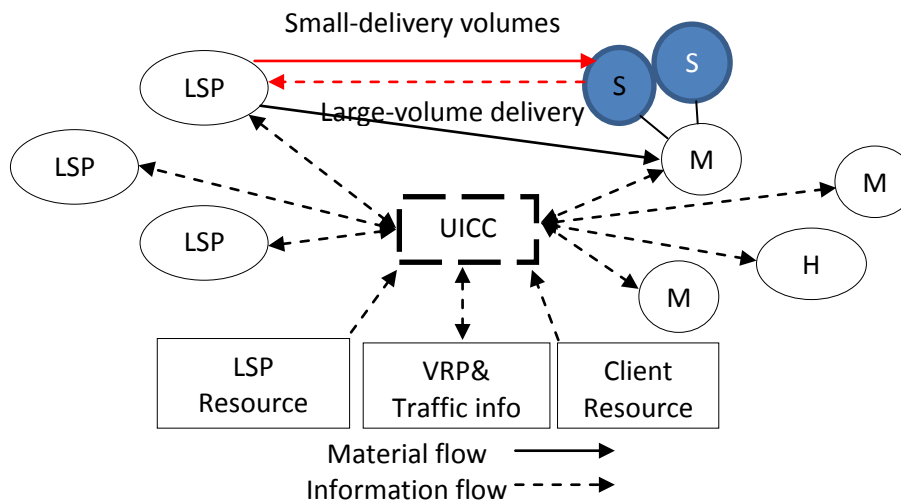 Small-delivery volumes
S
S
LSP
Large-volume delivery
M
LSP
M
UICC
LSP
H
M
LSP
Resource
VRP&
Traffic info
Client
Resource
Material flow
Information flow